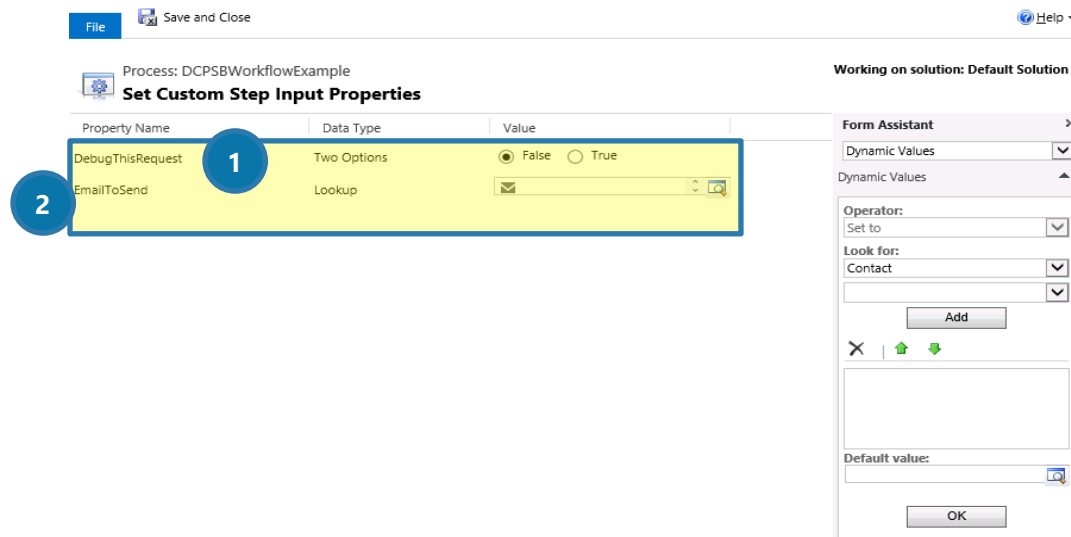 File
Save and Close
Help
Process: DCPSBWorkflowExample
Set Custom Step Input Properties
Working on solution: Default Solution
Property Name Data Type Value
DebugThisRequest Two Options False True
EmailToSend Lookup
1
2
Form Assistant
Dynamic Values
Dynamic Values
Operator:
Set to
Look for:
Contact
Add
Default value:
OK